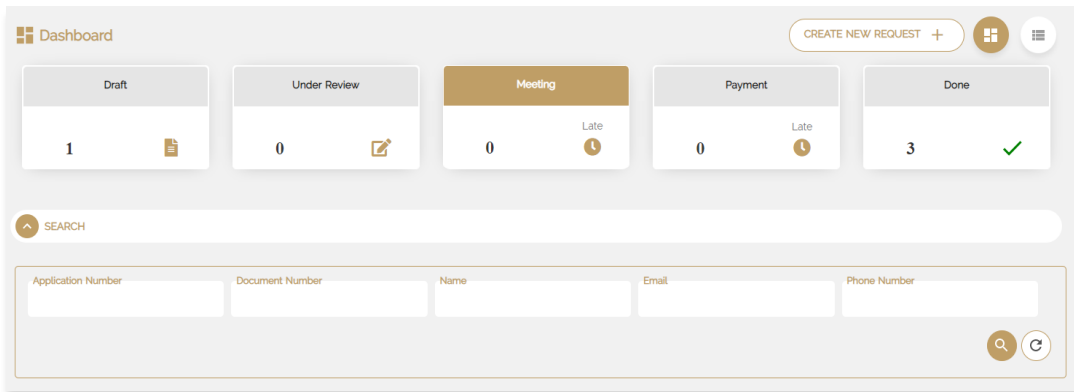 Dashboard
CREATE NEW REQUEST +
Draft
Under Review
Meeting
Payment
Done
1
0
Late
0
Late
0
3
SEARCH
Application Number
Document Number
Name
Email
Phone Number